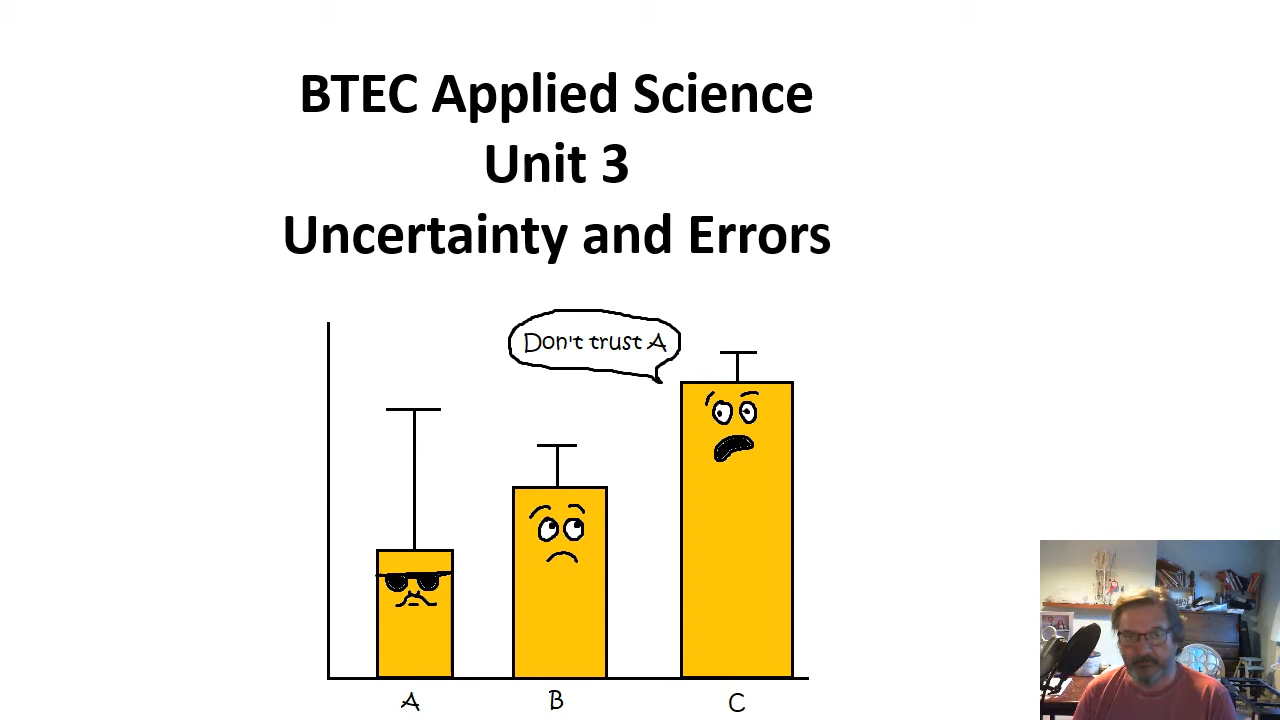 BTEC Applied Science
Unit 3
Uncertainty and Errors
Don't trust A
A
B
C